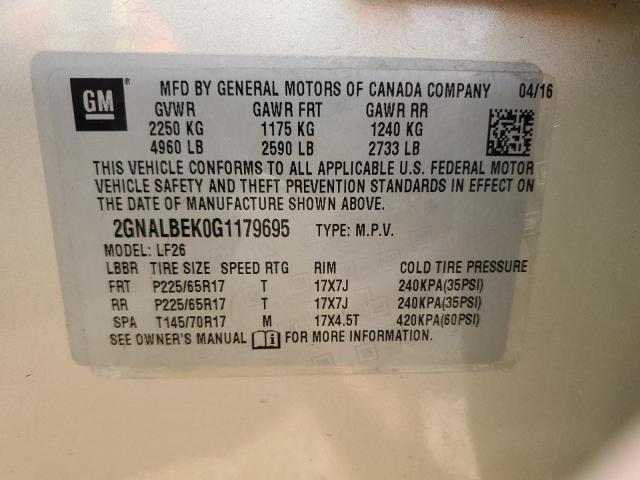 GM
MFD BY GENERAL MOTORS OF CANADA COMPANY 04/16
GVWR GAWR FRT GAWR RR
2250 KG 1175 KG 1240 KG
4960 LB 2590 LB 2733 LB
THIS VEHICLE CONFORMS TO ALL APPLICABLE U.S. FEDERAL MOTOR
VEHICLE SAFETY AND THEFT PREVENTION STANDARDS IN EFFECT ON
THE DATE OF MANUFACTURE SHOWN ABOVE.
2GNALBEK0G1179695 TYPE: M.P.V.
MODEL: LF26
LBBR TIRE SIZE SPEED RTG RIM COLD TIRE PRESSURE
FRT P225/65R17 T 17X7J 240KPA(35PSI)
RR P225/65R17 T 17X7J 240KPA(35PSI)
SPA T145/70R17 M 17X4.5T 420KPA(60PSI)
SEE OWNER'S MANUAL FOR MORE INFORMATION.